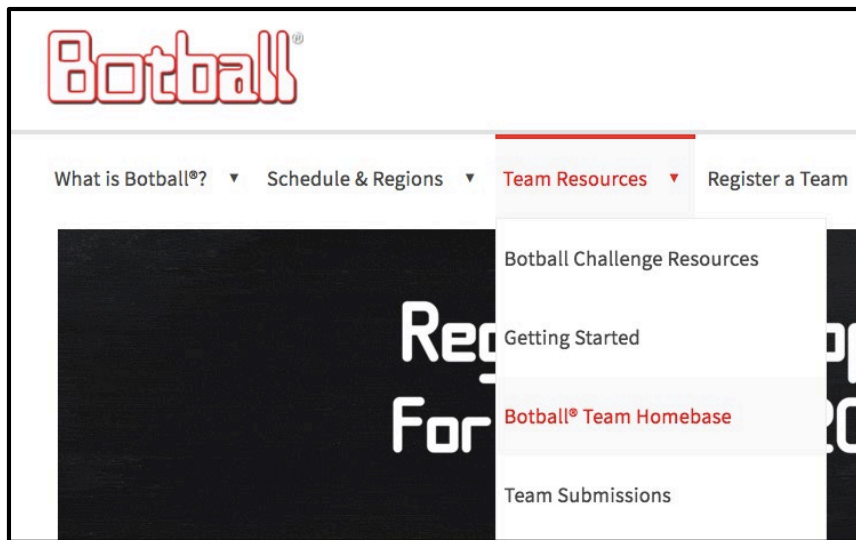 Botball®
What is Botball®? ▼ Schedule & Regions ▼ Team Resources ▼ Register a Team
Botball Challenge Resources
Getting Started
Botball® Team Homebase
Team Submissions
For